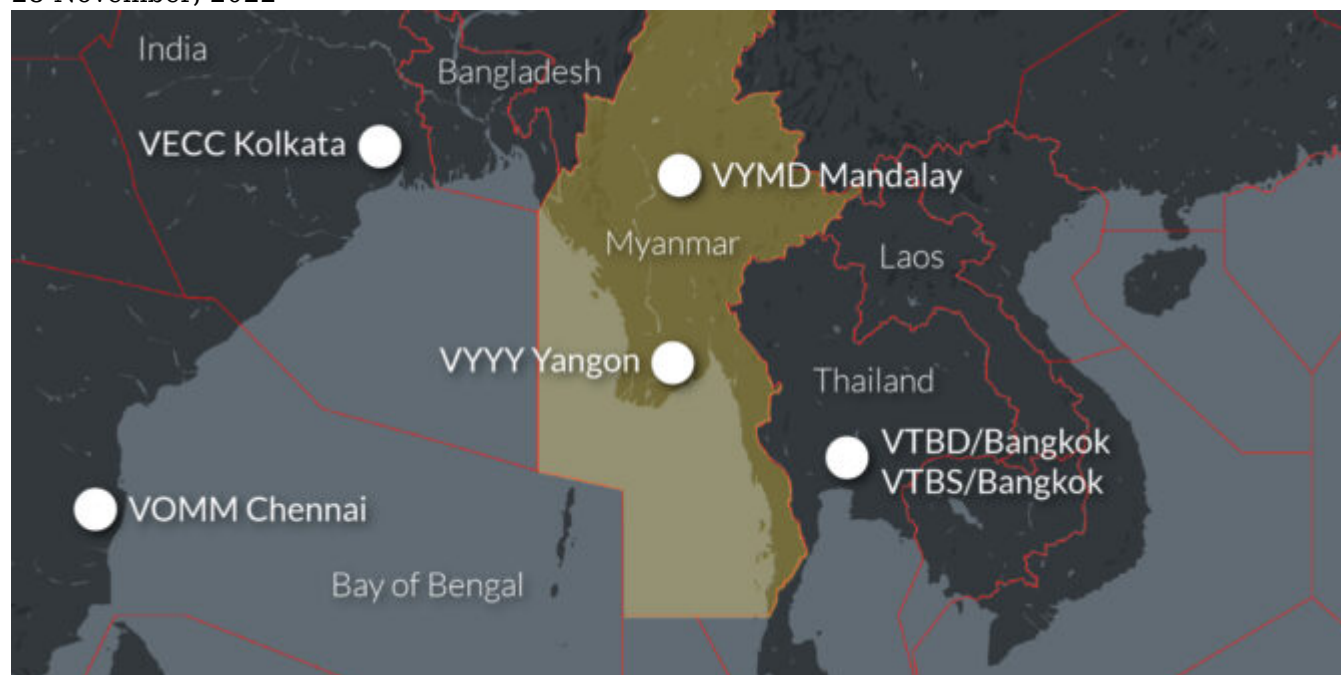 India
Bangladesh
VECC Kolkata
VYMD Mandalay
Myanmar
Laos
VYYY Yangon
Thailand
VTBD/Bangkok
VTBS/Bangkok
VOMM Chennai
Bay of Bengal